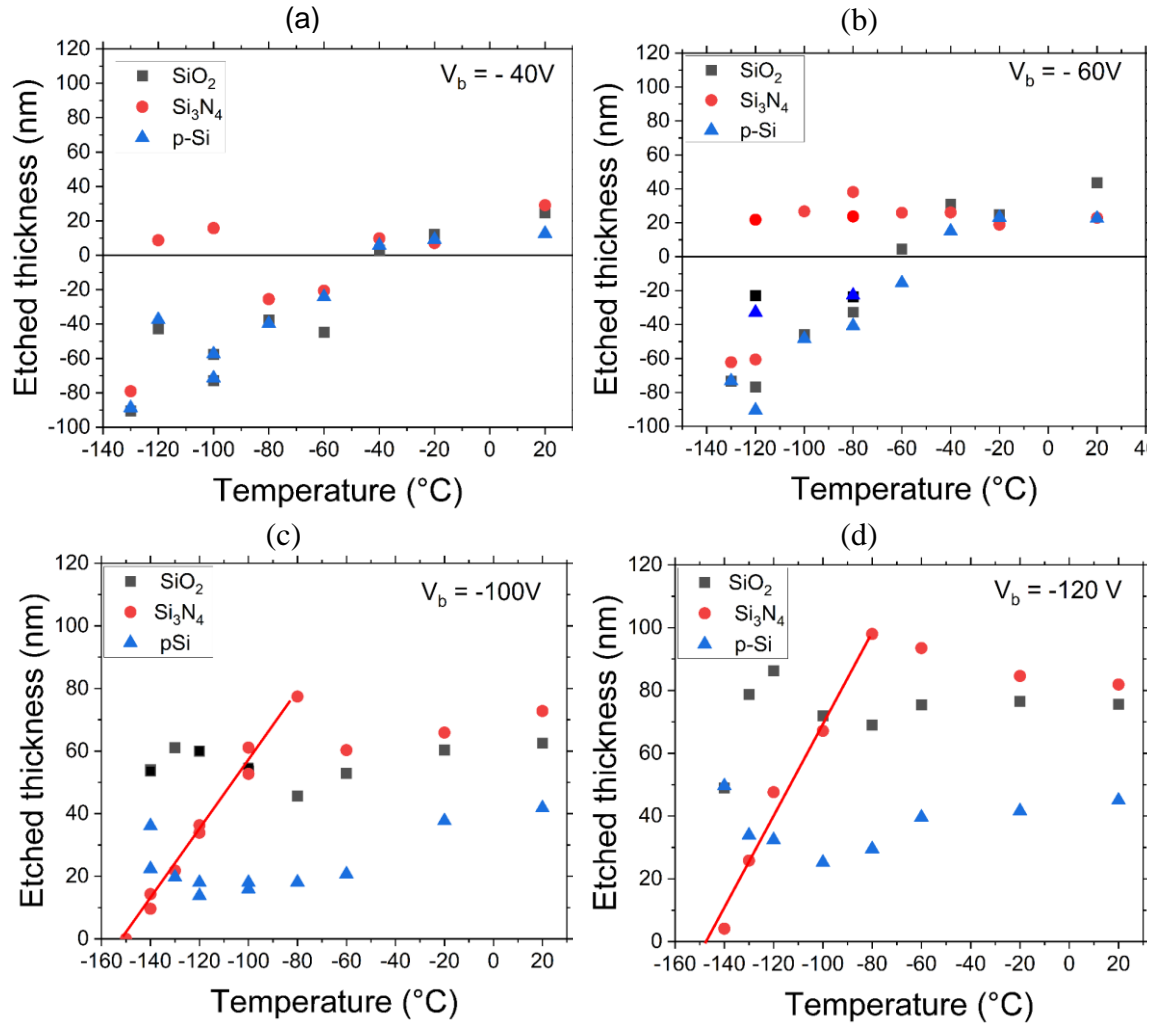 (a)
(b)
120
100
80
60
40
20
0
-20
-40
-60
-80
-100
Etched thickness (nm)
SiO2
Si3N4
p-Si
Vb = - 40V
-140 -120 -100 -80 -60 -40 -20 0 20
Temperature (°C)
120
100
80
60
40
20
0
-20
-40
-60
-80
-100
Etched thickness (nm)
SiO2
Si3N4
p-Si
Vb = - 60V
-140 -120 -100 -80 -60 -40 -20 0 20 4
Temperature (°C)
(c)
(d)
120
100
80
60
40
20
0
Etched thickness (nm)
SiO2
Si3N4
pSi
Vb = -100V
-160 -140 -120 -100 -80 -60 -40 -20 0 20
Temperature (°C)
120
100
80
60
40
20
0
Etched thickness (nm)
SiO2
Si3N4
p-Si
Vb = -120 V
-160 -140 -120 -100 -80 -60 -40 -20 0 20
Temperature (°C)